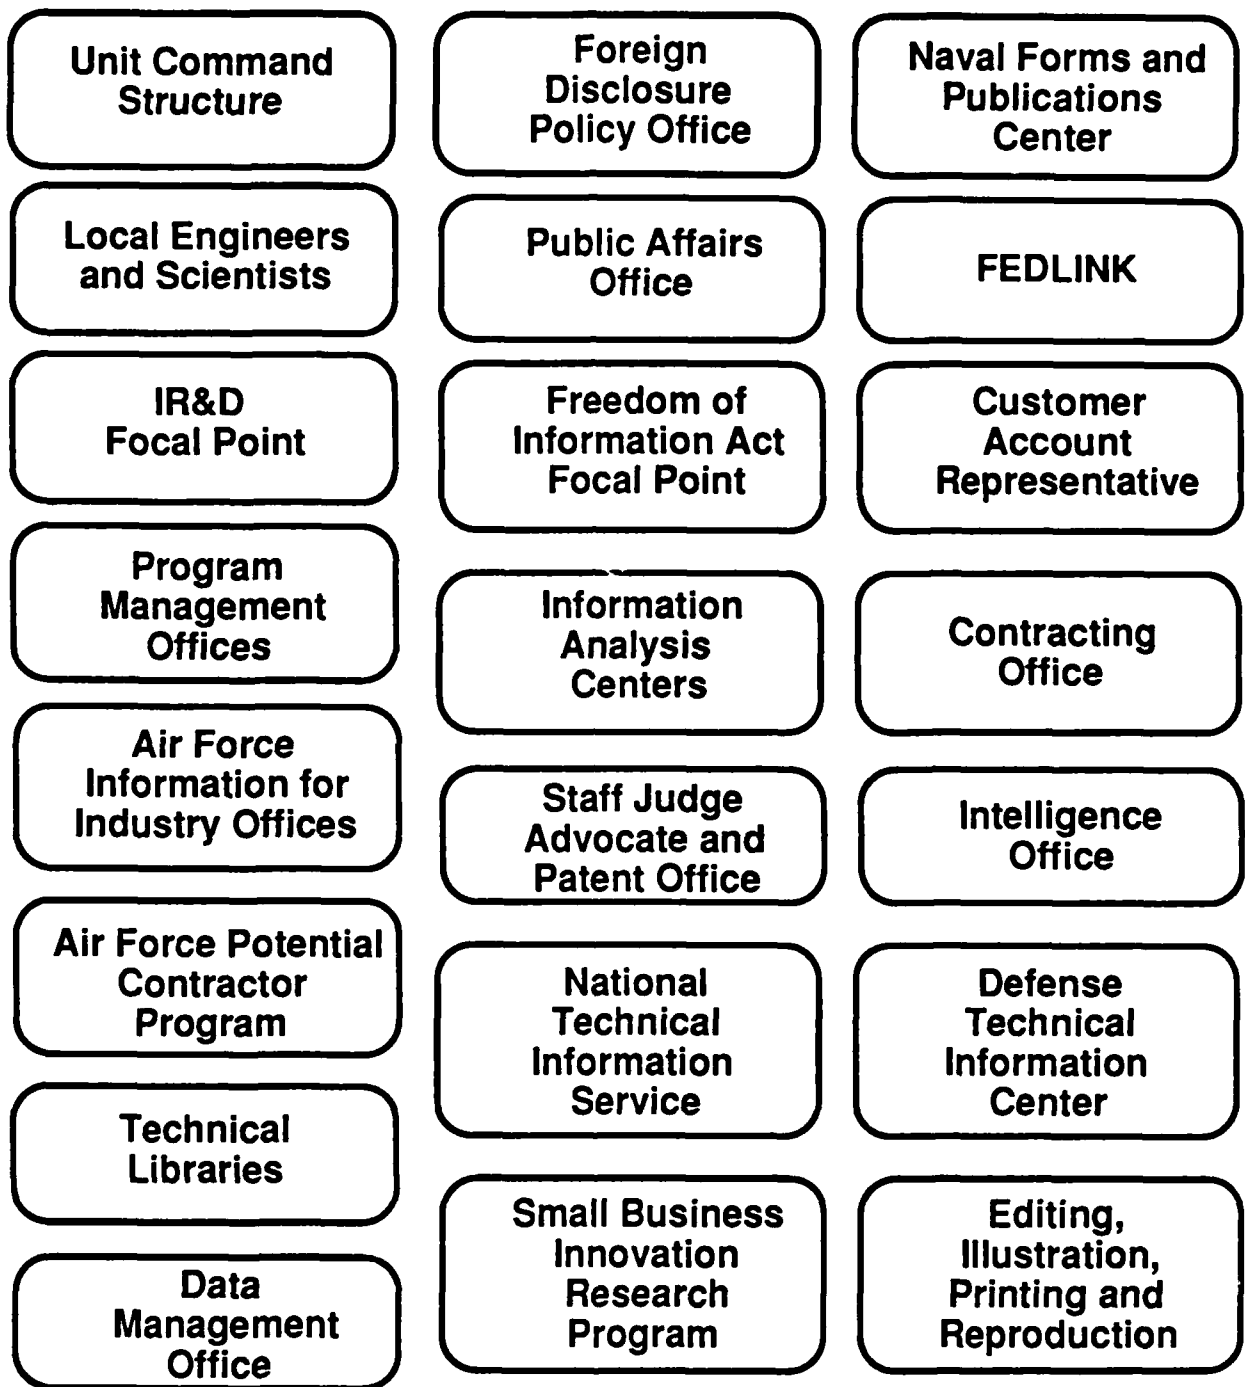 Unit Command
Structure
Local Engineers
and Scientists
IR&D
Focal Point
Program
Management
Offices
Air Force
Information for
Industry Offices
Air Force Potential
Contractor
Program
Technical
Libraries
Data
Management
Office
Foreign
Disclosure
Policy Office
Public Affairs
Office
Freedom of
Information Act
Focal Point
Information
Analysis
Centers
Staff Judge
Advocate and
Patent Office
National
Technical
Information
Service
Small Business
Innovation
Research
Program
Naval Forms and
Publications
Center
FEDLINK
Customer
Account
Representative
Contracting
Office
Intelligence
Office
Defense
Technical
Information
Center
Editing,
Illustration,
Printing and
Reproduction